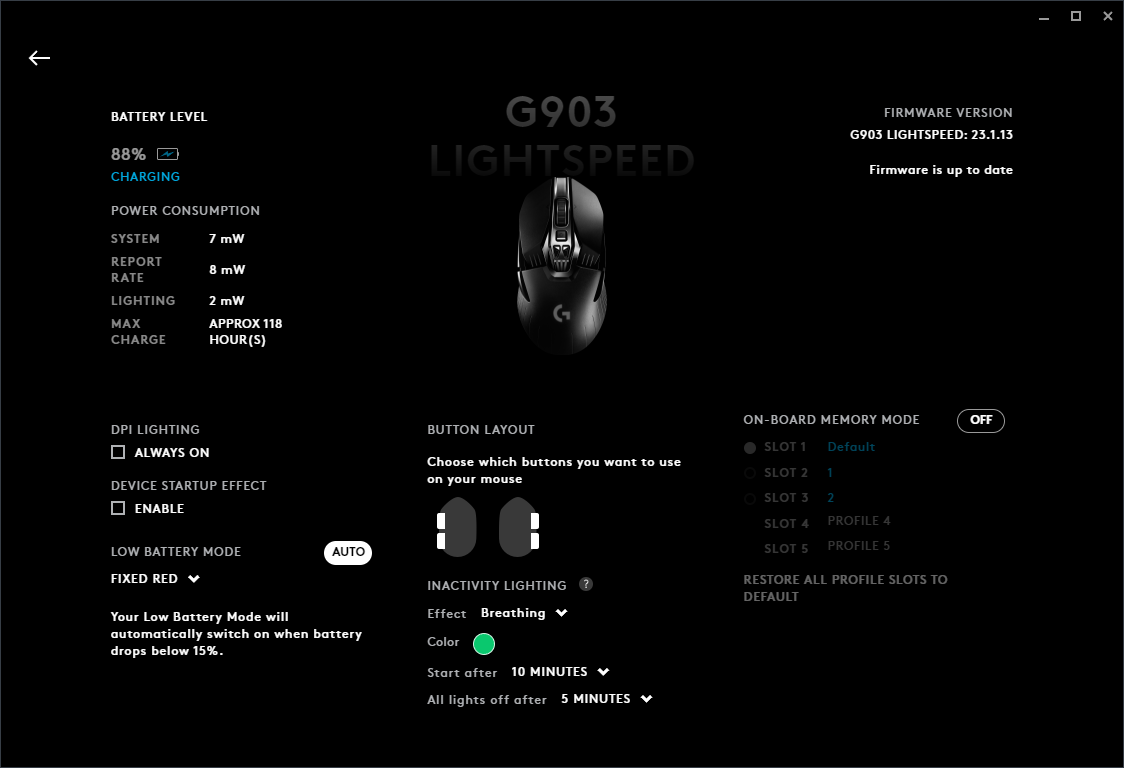 G903
LIGHTSPEED
BATTERY LEVEL
88%
CHARGING
POWER CONSUMPTION
SYSTEM 7 mW
REPORT
RATE 8 mW
LIGHTING 2 mW
MAX APPROX 118
CHARGE HOUR(S)
FIRMWARE VERSION
G903 LIGHTSPEED: 23.1.13
Firmware is up to date
DPI LIGHTING
ALWAYS ON
DEVICE STARTUP EFFECT
ENABLE
LOW BATTERY MODE AUTO
FIXED RED
Your Low Battery Mode will
automatically switch on when battery
drops below 15%.
BUTTON LAYOUT
Choose which buttons you want to use
on your mouse
INACTIVITY LIGHTING ?
Effect Breathing
Color
Start after 10 MINUTES
All lights off after 5 MINUTES
ON-BOARD MEMORY MODE OFF
SLOT 1 Default
SLOT 2 1
SLOT 3 2
SLOT 4 PROFILE 4
SLOT 5 PROFILE 5
RESTORE ALL PROFILE SLOTS TO
DEFAULT